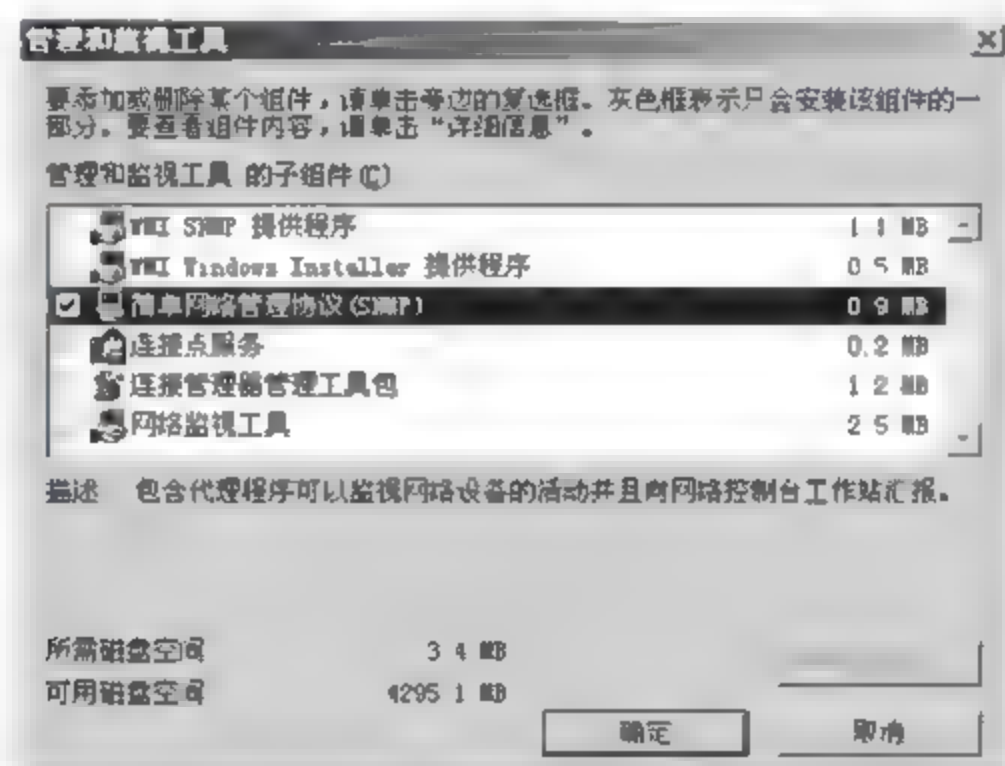 管理和监视工具
要添加或删除某个组件，请单击旁边的复选框。灰色框表示只会安装该组件的一
部分。要查看组件内容，请单击“详细信息”。
管理和监视工具 的子组件(C)
WMI SNMP 提供程序 1 1 MB
WMI Windows Installer 提供程序 0 5 MB
简单网络管理协议(SNMP) 0 9 MB
连接点服务 0.2 MB
连接管理器管理工具包 1 2 MB
网络监视工具 2 5 MB
描述 包含代理程序可以监视网络设备的活动并且向网络控制台工作站汇报。
所需磁盘空间 3 4 MB
可用磁盘空间 4295 1 MB
确定 取消